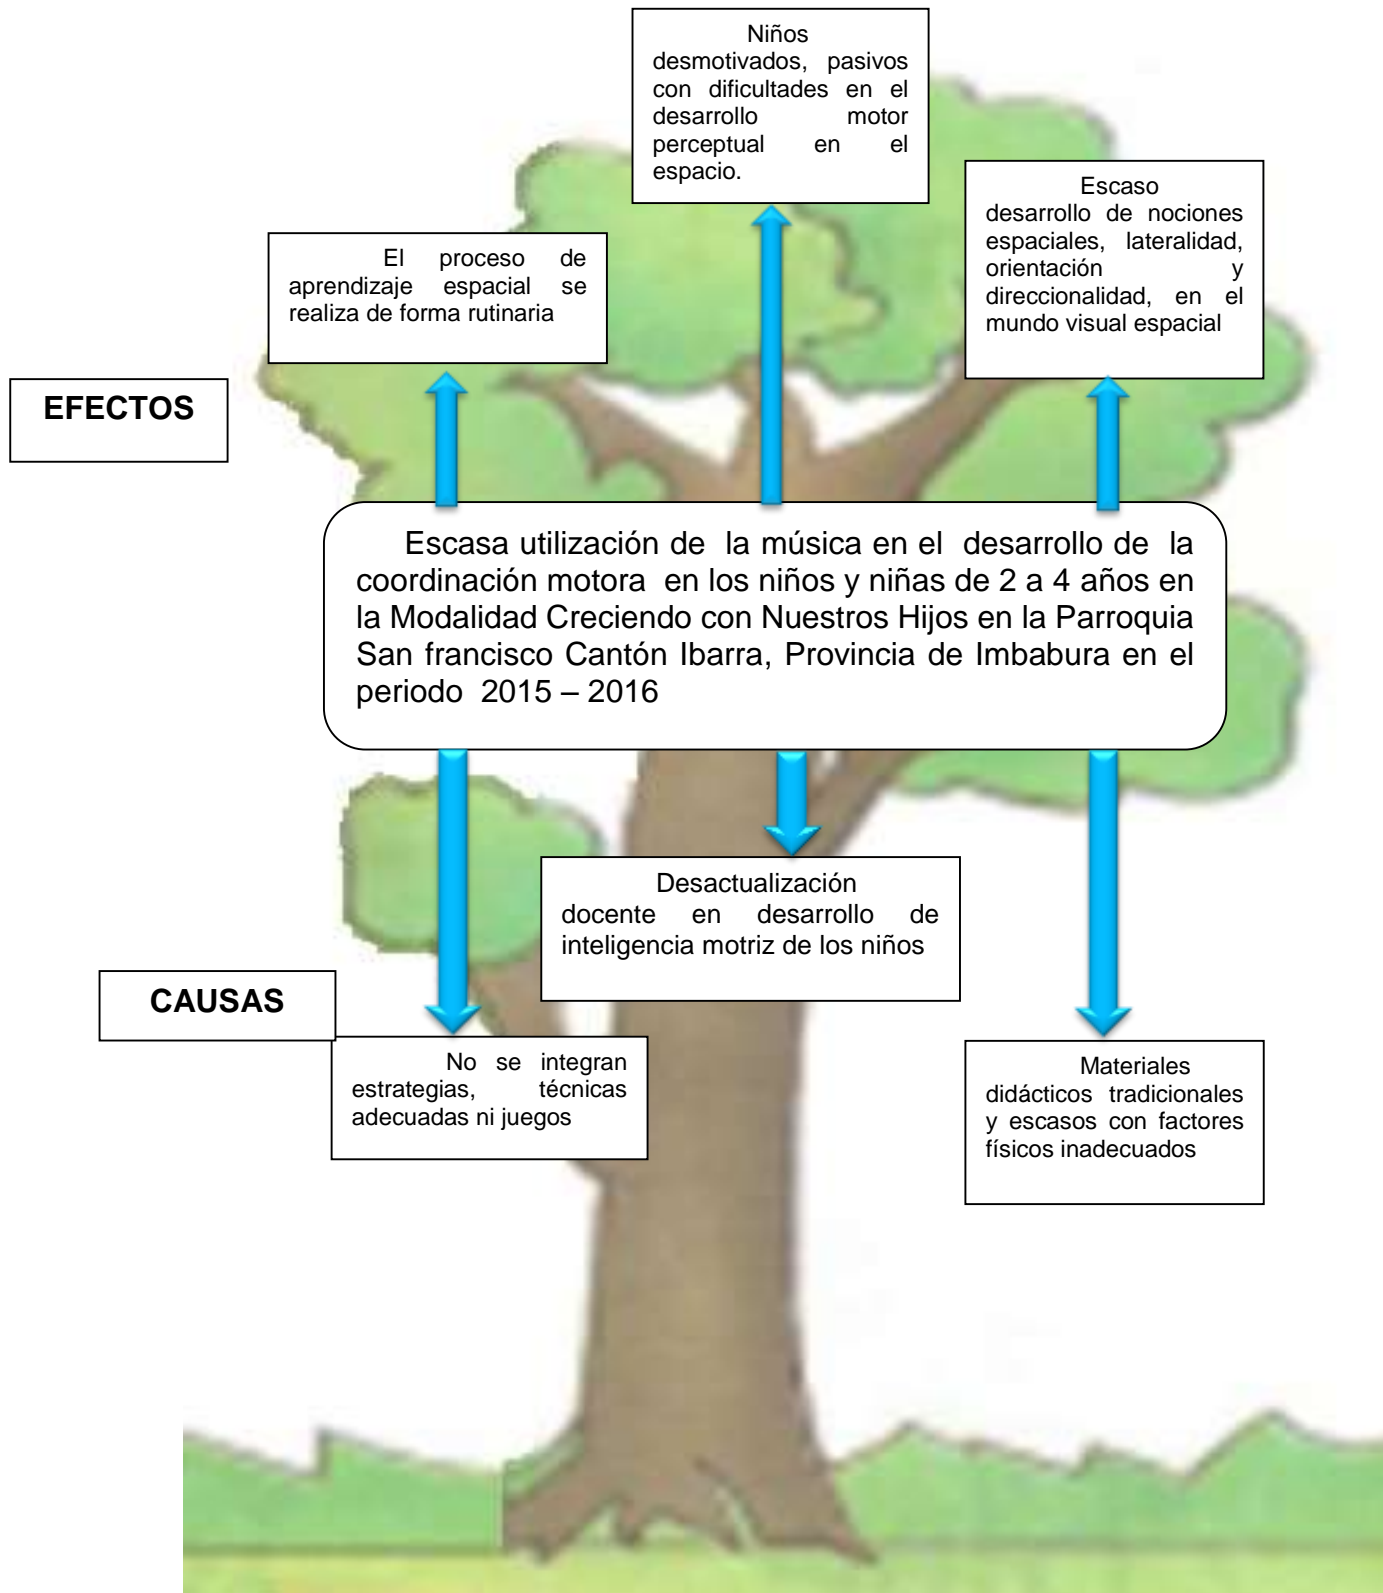 Niños
desmotivados, pasivos
con dificultades en el
desarrollo motor
perceptual en el
espacio.
Escaso
desarrollo de nociones
espaciales, lateralidad,
orientación y
direccionalidad, en el
mundo visual espacial
El proceso de
aprendizaje espacial se
realiza de forma rutinaria
EFECTOS
Escasa utilización de la música en el desarrollo de la
coordinación motora en los niños y niñas de 2 a 4 años en
la Modalidad Creciendo con Nuestros Hijos en la Parroquia
San francisco Cantón Ibarra, Provincia de Imbabura en el
periodo 2015 – 2016
Desactualización
docente en desarrollo de
inteligencia motriz de los niños
CAUSAS
No se integran
estrategias, técnicas
adecuadas ni juegos
Materiales
didácticos tradicionales
y escasos con factores
físicos inadecuados